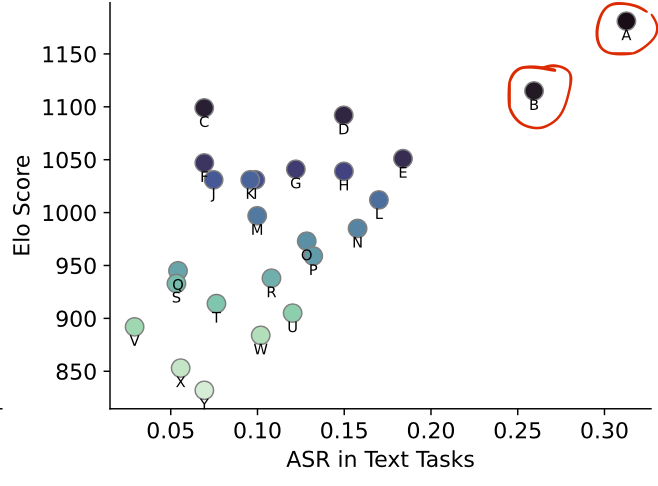 1150
1100
1050
1000
950
900
850
Elo Score
A
B
C
D
E
F
G
H
I
J
K
L
M
N
O
P
Q
R
S
T
U
V
W
X
Y
0.05 0.10 0.15 0.20 0.25 0.30
ASR in Text Tasks